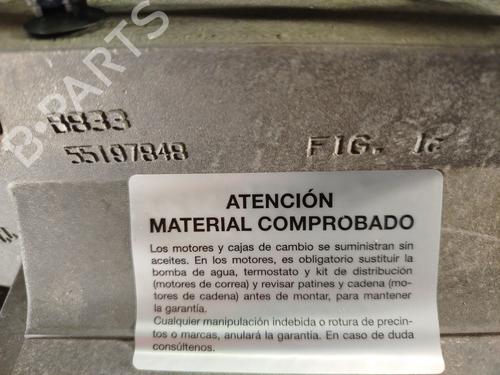 B-PARTS
8833
55197848
FIG. 12
ATENCIÓN
MATERIAL COMPROBADO
Los motores y cajas de cambio se suministran sin
aceites. En los motores, es obligatorio sustituir la
bomba de agua, termostato y kit de distribución
(motores de correa) y revisar patines y cadena (mo-
tores de cadena) antes de montar, para mantener
la garantía.
Cualquier manipulación indebida o rotura de precin-
tos o marcas, anulará la garantía. En caso de duda
consúltenos.